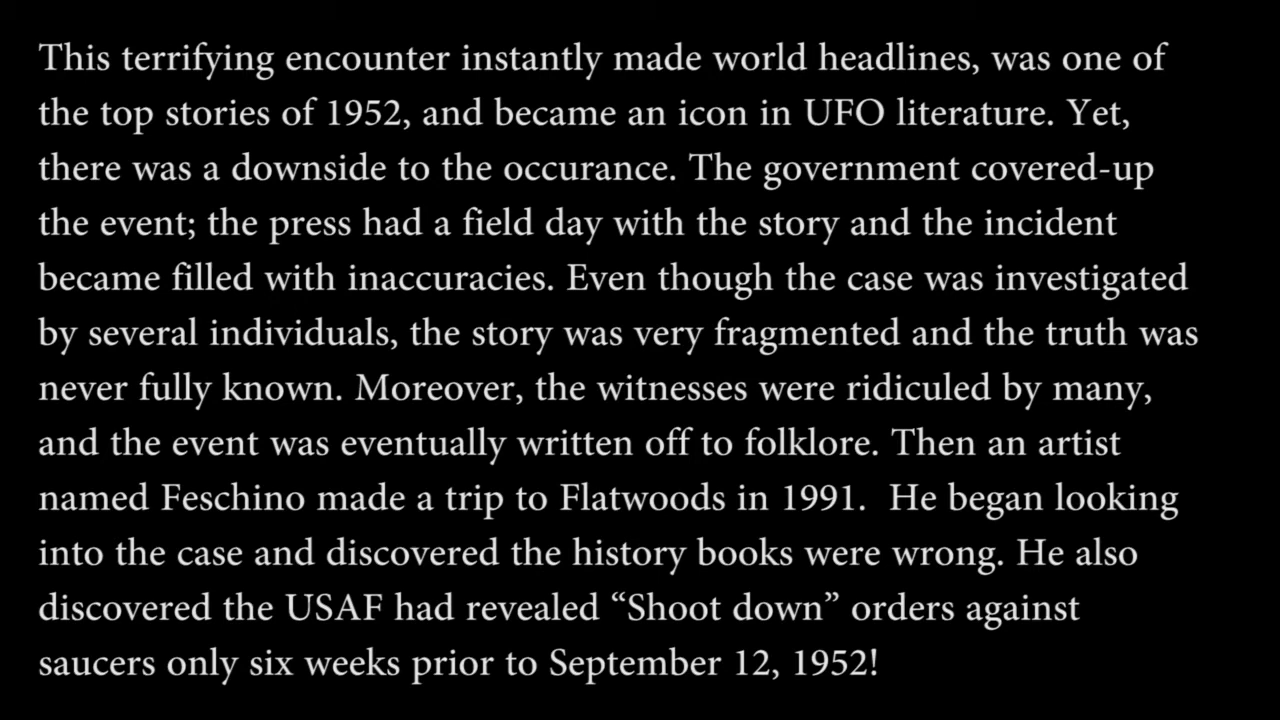 This terrifying encounter instantly made world headlines, was one of
the top stories of 1952, and became an icon in UFO literature. Yet,
there was a downside to the occurance. The government covered-up
the event; the press had a field day with the story and the incident
became filled with inaccuracies. Even though the case was investigated
by several individuals, the story was very fragmented and the truth was
never fully known. Moreover, the witnesses were ridiculed by many,
and the event was eventually written off to folklore. Then an artist
named Feschino made a trip to Flatwoods in 1991.  He began looking
into the case and discovered the history books were wrong. He also
discovered the USAF had revealed “Shoot down” orders against
saucers only six weeks prior to September 12, 1952!